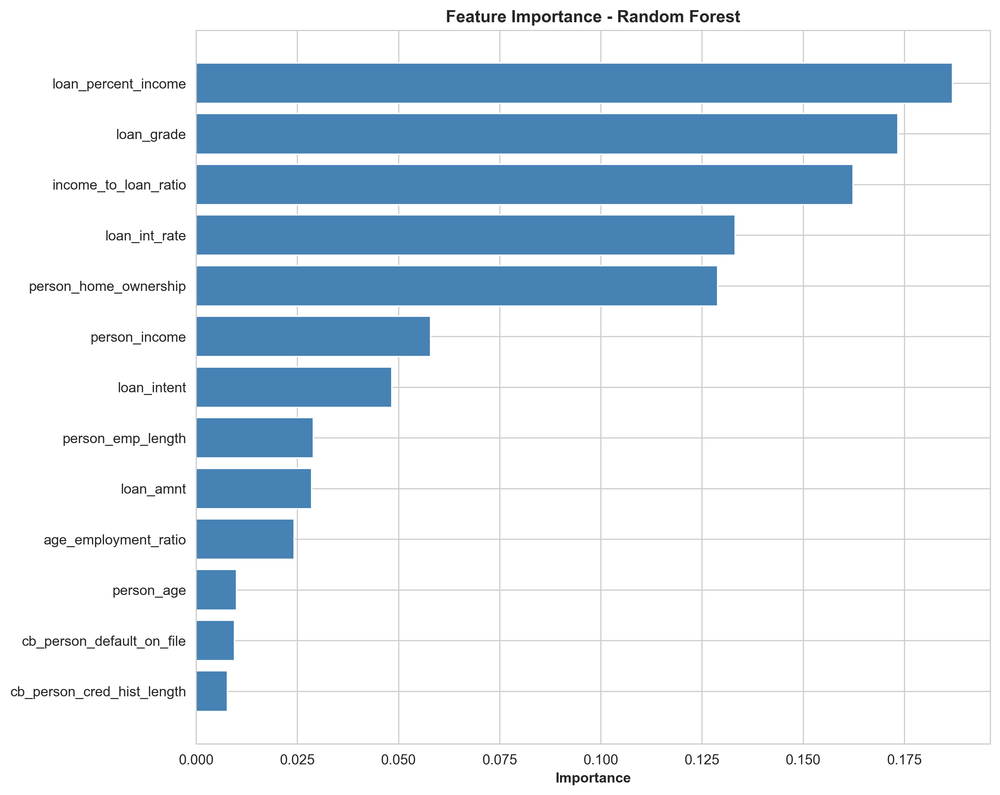 Feature Importance - Random Forest
loan_percent_income
loan_grade
income_to_loan_ratio
loan_int_rate
person_home_ownership
person_income
loan_intent
person_emp_length
loan_amnt
age_employment_ratio
person_age
cb_person_default_on_file
cb_person_cred_hist_length
0.000 0.025 0.050 0.075 0.100 0.125 0.150 0.175
Importance